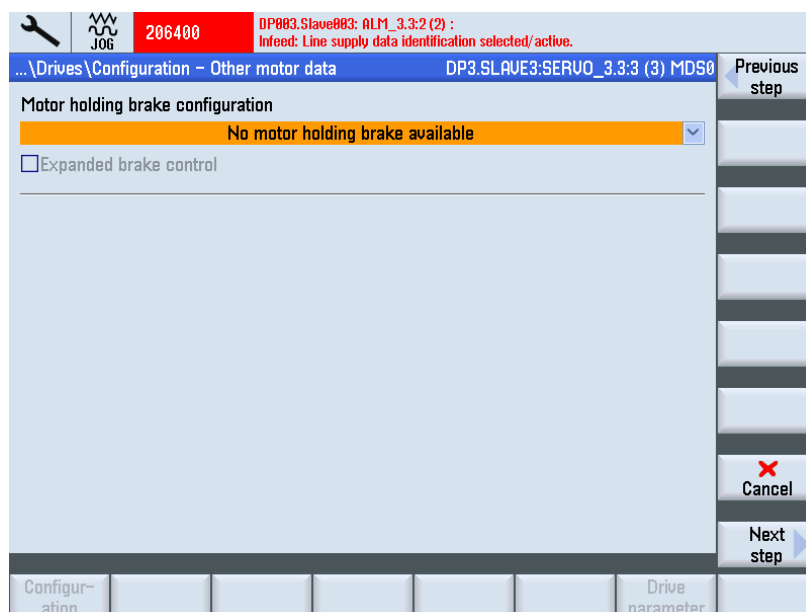 JOG
206400
DP003.Slave003: ALM_3.3:2 (2) :
Infeed: Line supply data identification selected/active.
...\Drives\Configuration - Other motor data
DP3.SLAVE3:SERVO_3.3:3 (3) MDS0
Previous
step
Motor holding brake configuration
No motor holding brake available
Expanded brake control
Cancel
Next
step
Configur-
ation
Drive
parameter